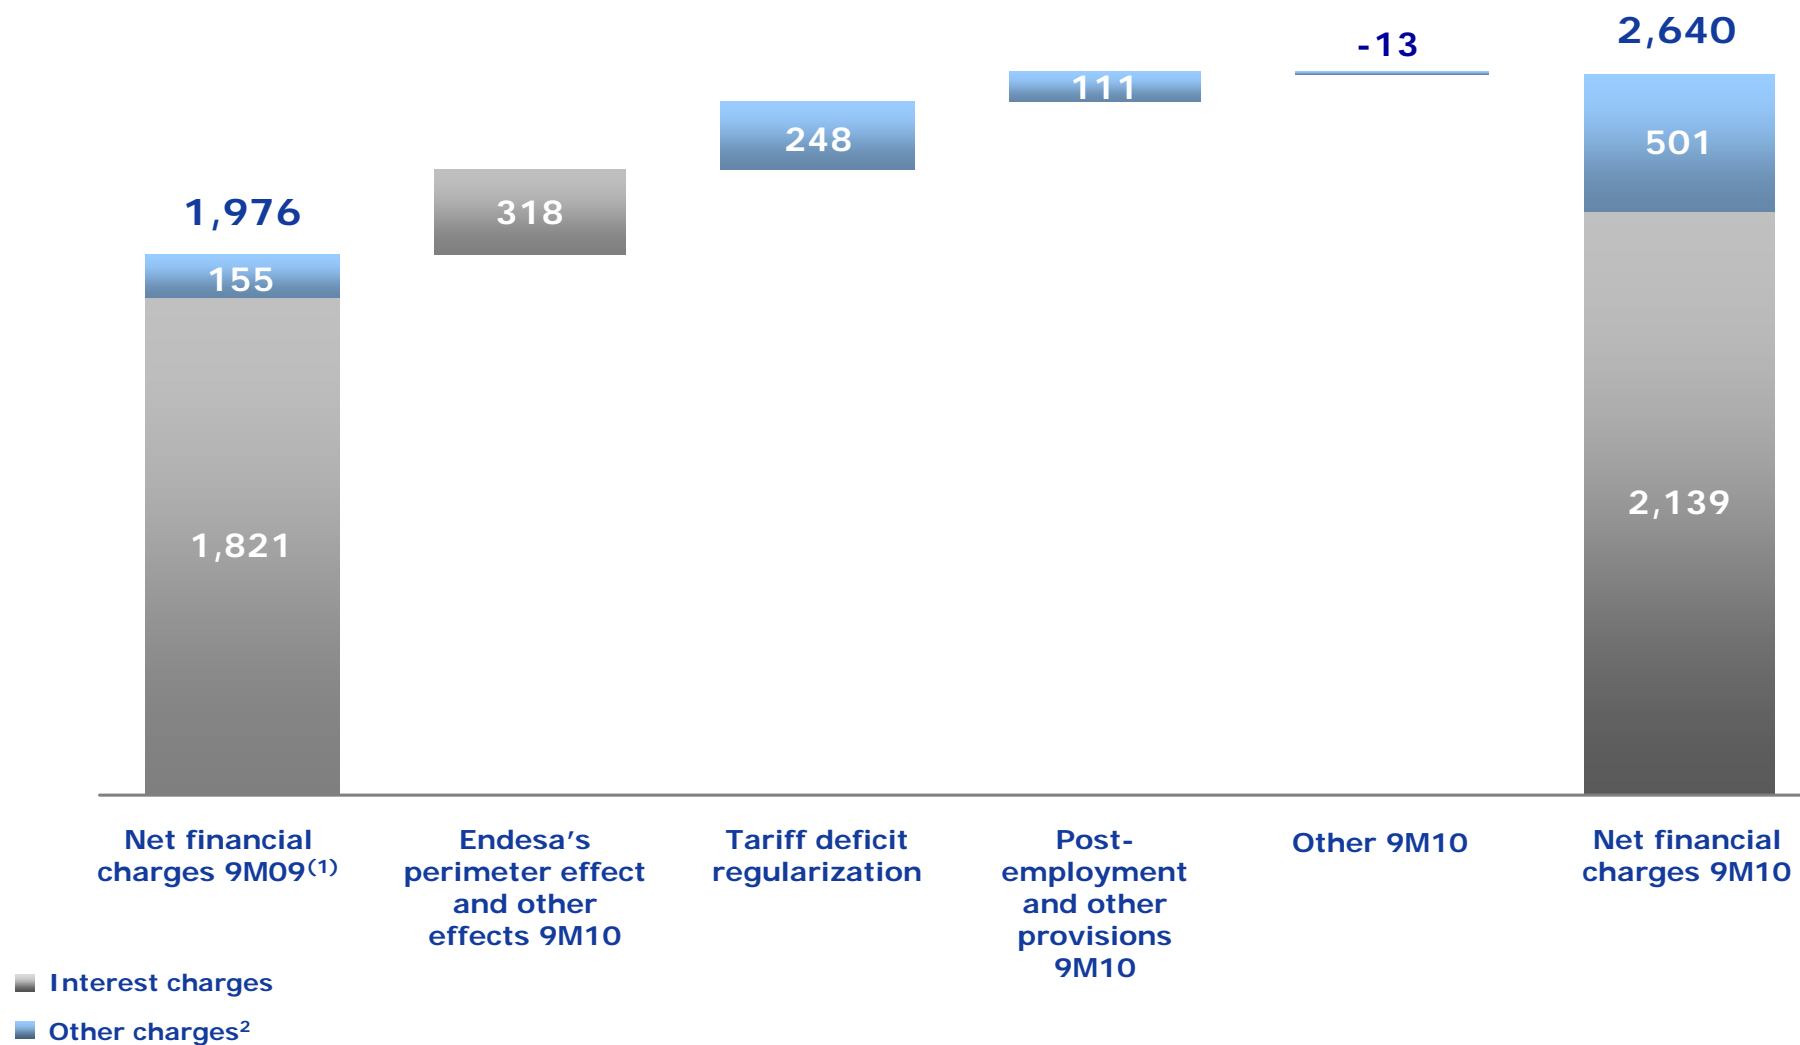 2,640
-13
111
248
501
318
1,976
155
2,139
1,821
Net financial
charges 9M09(1)
Endesa’s
perimeter effect
and other
effects 9M10
Tariff deficit
regularization
Post-
employment
and other
provisions
9M10
Other 9M10
Net financial
charges 9M10
Interest charges
Other charges²